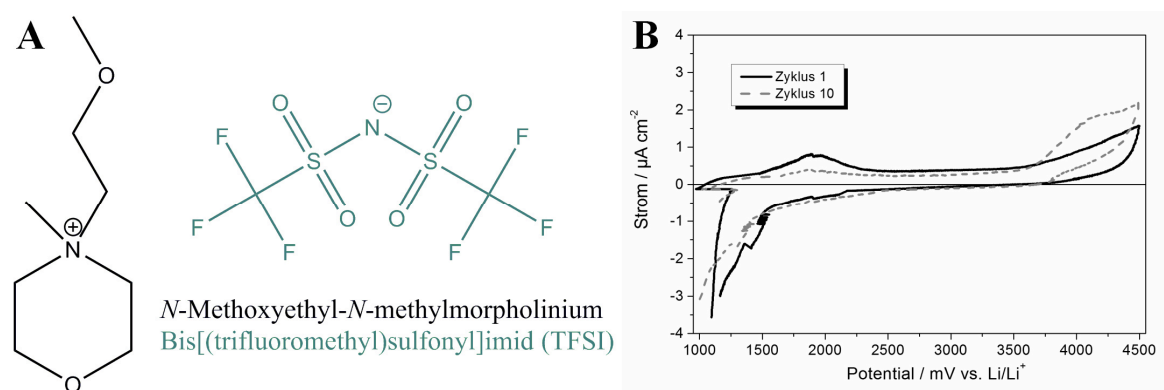 A
O
O
O
N
⊖
F
F
S
S
F
F
O
O
F
F
⊕
N
O
N-Methoxyethyl-N-methylmorpholinium
Bis[(trifluoromethyl)sulfonyl]imid (TFSI)
B
Strom / µA cm⁻²
4
3
2
1
0
-1
-2
-3
-4
Zyklus 1
Zyklus 10
1000 1500 2000 2500 3000 3500 4000 4500
Potential / mV vs. Li/Li⁺